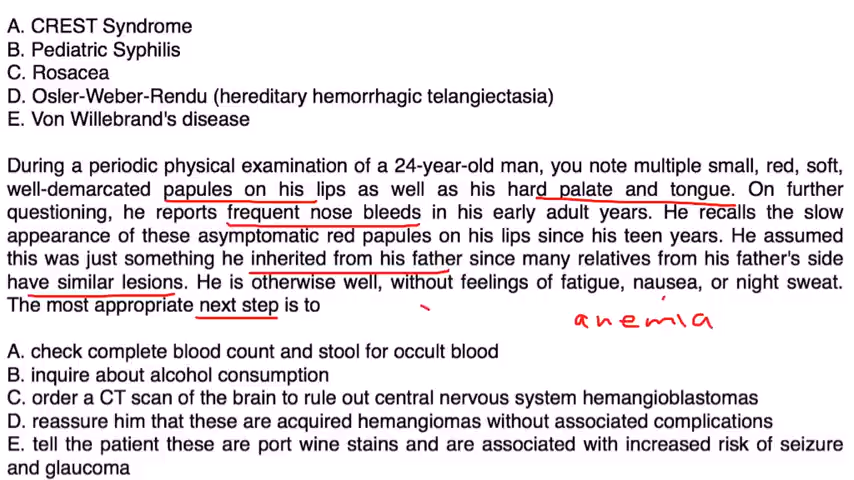 A. CREST Syndrome
B. Pediatric Syphilis
C. Rosacea
D. Osler-Weber-Rendu (hereditary hemorrhagic telangiectasia)
E. Von Willebrand's disease
During a periodic physical examination of a 24-year-old man, you note multiple small, red, soft,
well-demarcated papules on his lips as well as his hard palate and tongue. On further
questioning, he reports frequent nose bleeds in his early adult years. He recalls the slow
appearance of these asymptomatic red papules on his lips since his teen years. He assumed
this was just something he inherited from his father since many relatives from his father's side
have similar lesions. He is otherwise well, without feelings of fatigue, nausea, or night sweat.
The most appropriate next step is to
anemia
A. check complete blood count and stool for occult blood
B. inquire about alcohol consumption
C. order a CT scan of the brain to rule out central nervous system hemangioblastomas
D. reassure him that these are acquired hemangiomas without associated complications
E. tell the patient these are port wine stains and are associated with increased risk of seizure
and glaucoma